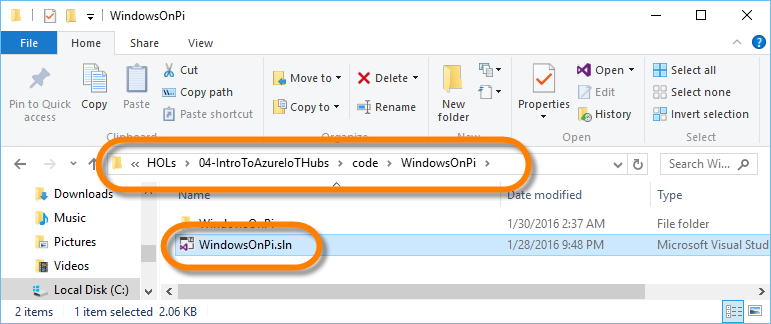 WindowsOnPi
File Home Share View
Pin to Quick access
Copy
Paste
Cut
Copy path
Paste shortcut
Clipboard
Move to
Copy to
Delete
Rename
Organize
New folder
New
Properties
Open
Edit
History
Open
Select all
Select none
Invert selection
Select
« HOLs > 04-IntroToAzureIoTHubs > code > WindowsOnPi >
Search Wi...
Name Date modified Type
Downloads
Music
Pictures
Videos
Local Disk (C:)
WindowsOnPi 1/30/2016 2:37 AM File folder
WindowsOnPi.sln 1/28/2016 9:48 PM Microsoft Visual Stud
2 items 1 item selected 2.06 KB